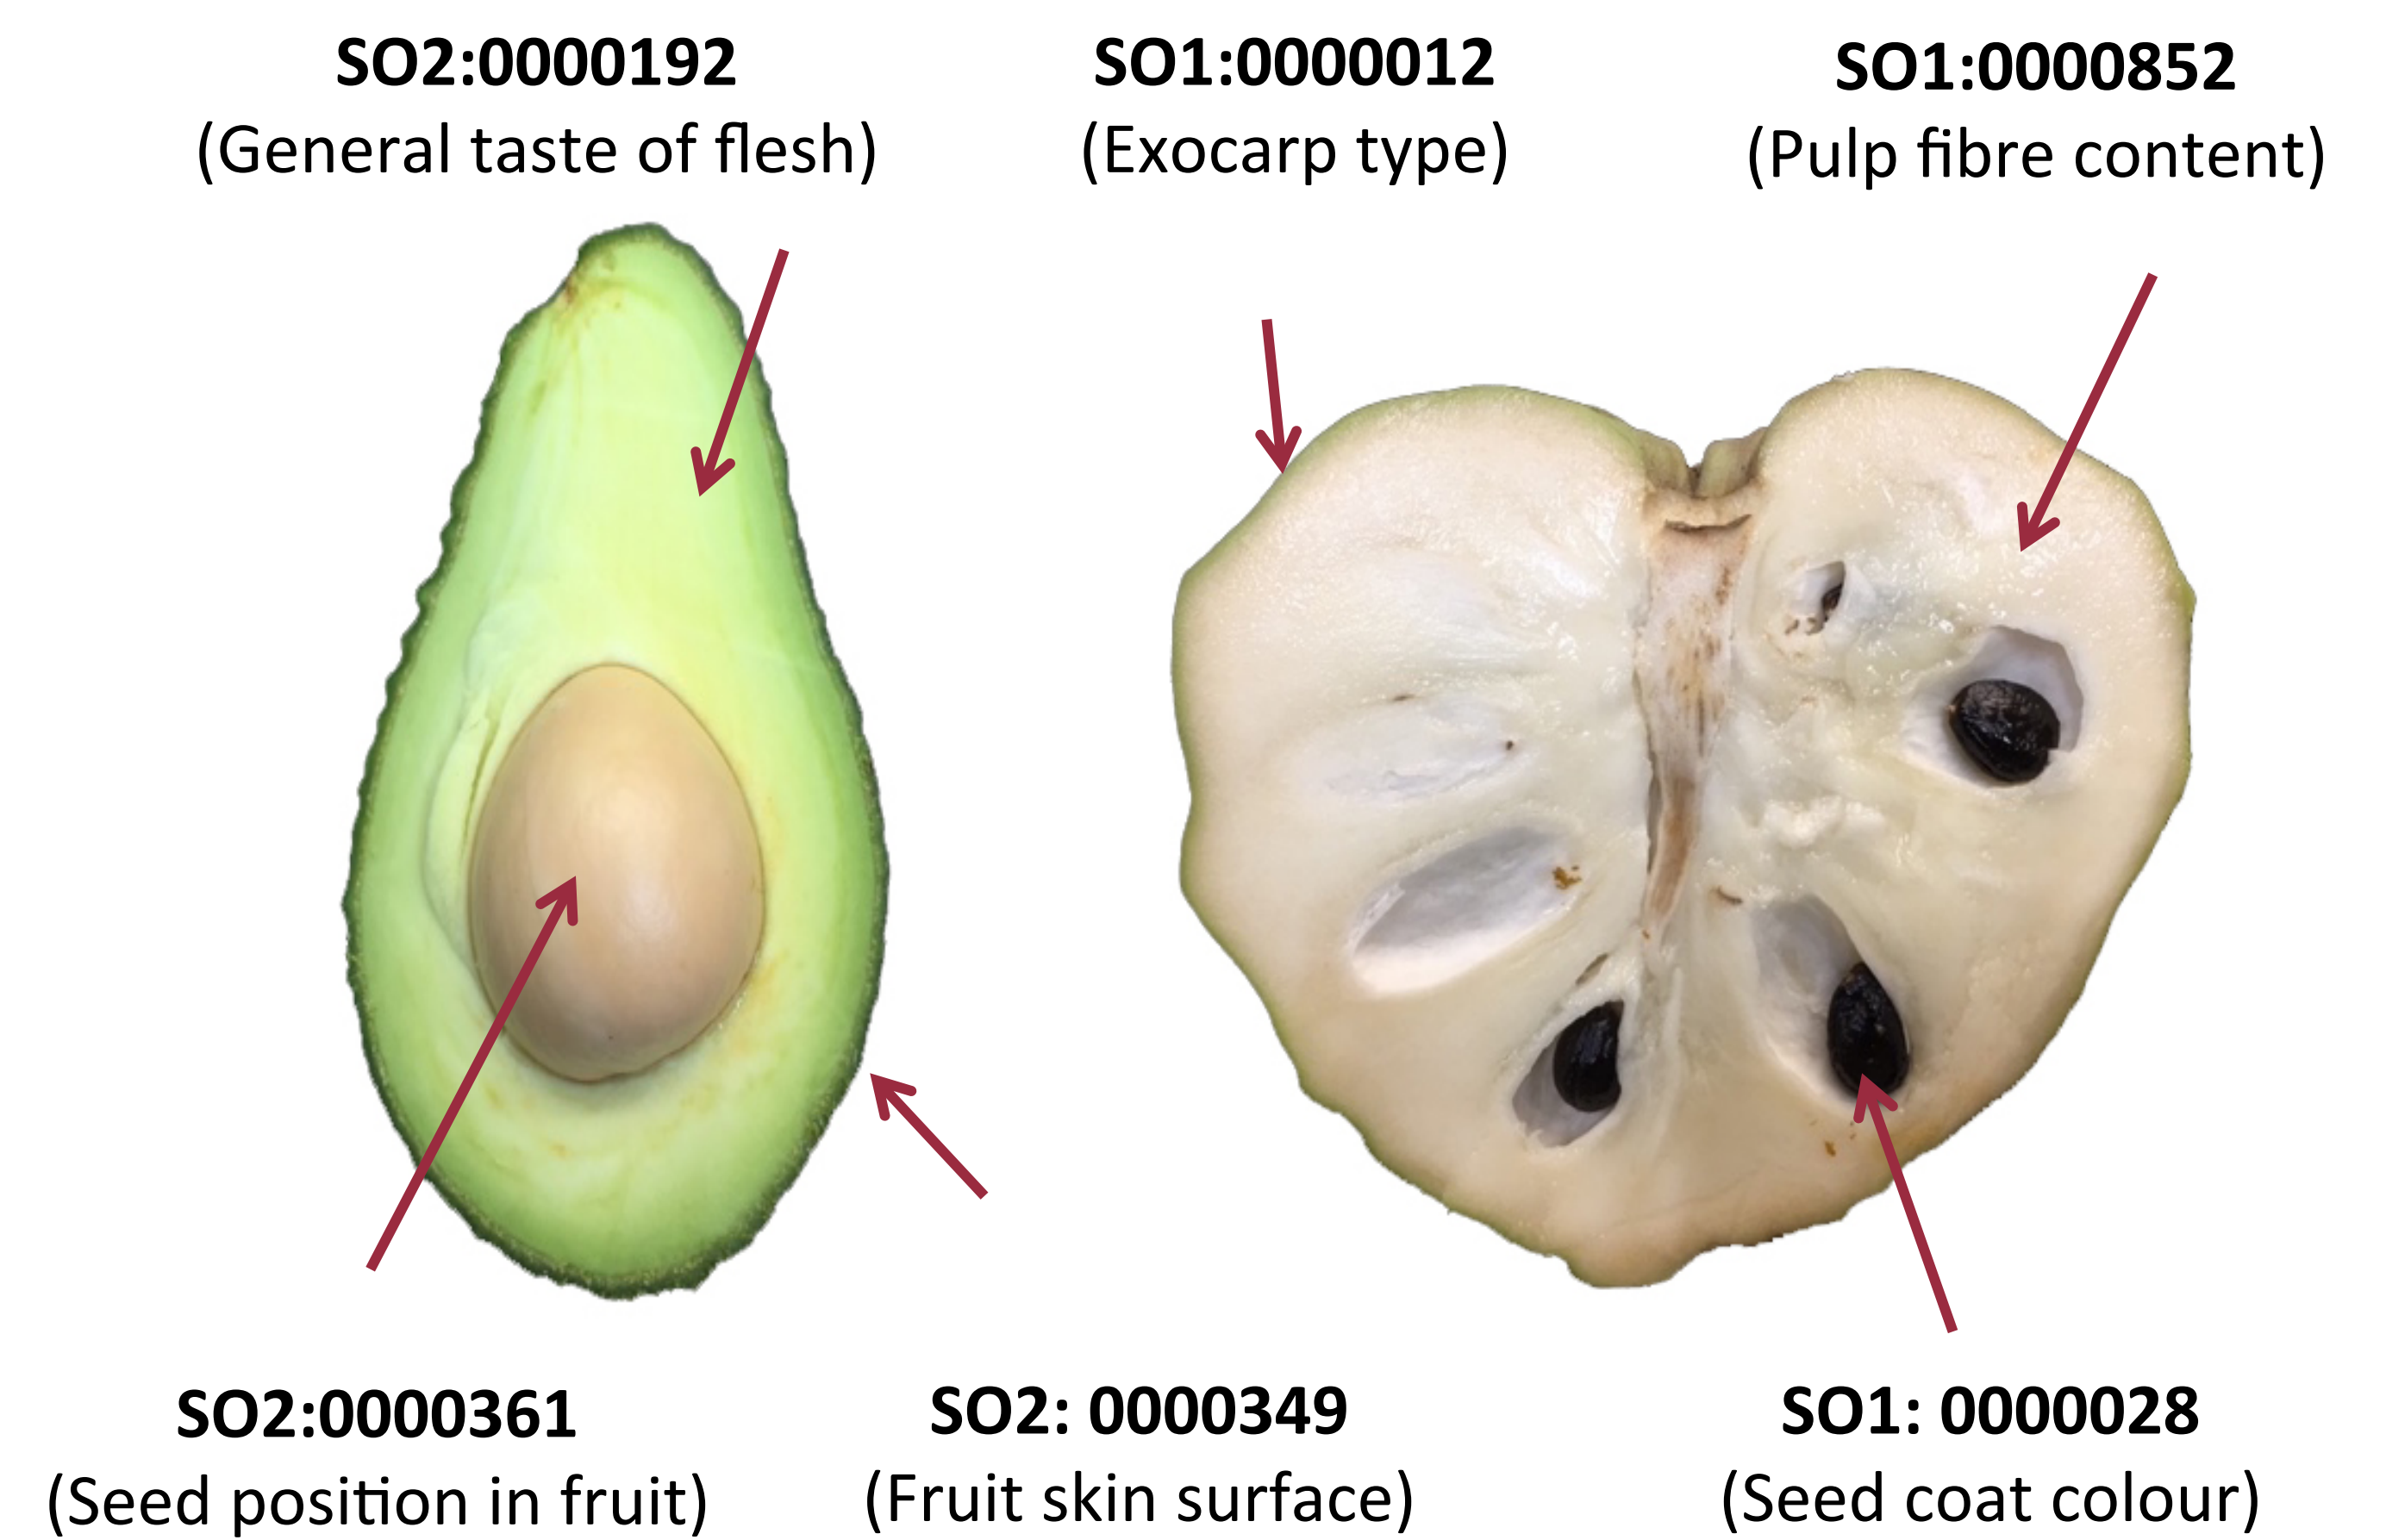 SO2:0000192
(General taste of flesh)
SO1:0000012
(Exocarp type)
SO1:0000852
(Pulp fibre content)
SO2:0000361
(Seed position in fruit)
SO2: 0000349
(Fruit skin surface)
SO1: 0000028
(Seed coat colour)